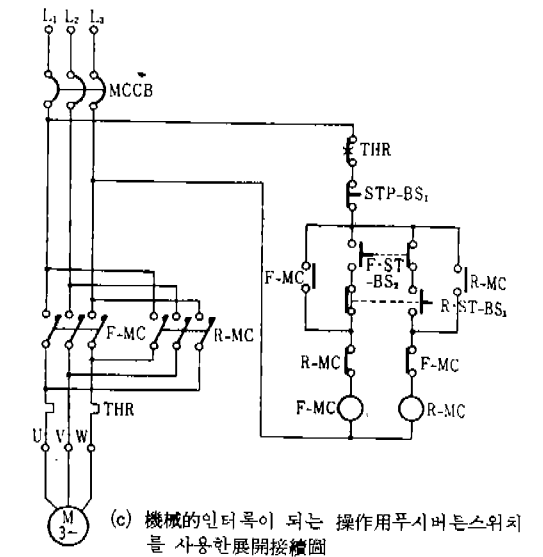 L₁ L₂ L₃
MCCB
THR
STP-BS₁
F-MC
F·ST
-BS₂
R-MC
R·ST-BS₃
F-MC
R-MC
R-MC
F-MC
THR
F-MC
R-MC
U V W
M
3~
(c) 機械的인터록이 되는 操作用푸시버튼스위치
를 사용한展開接續圖